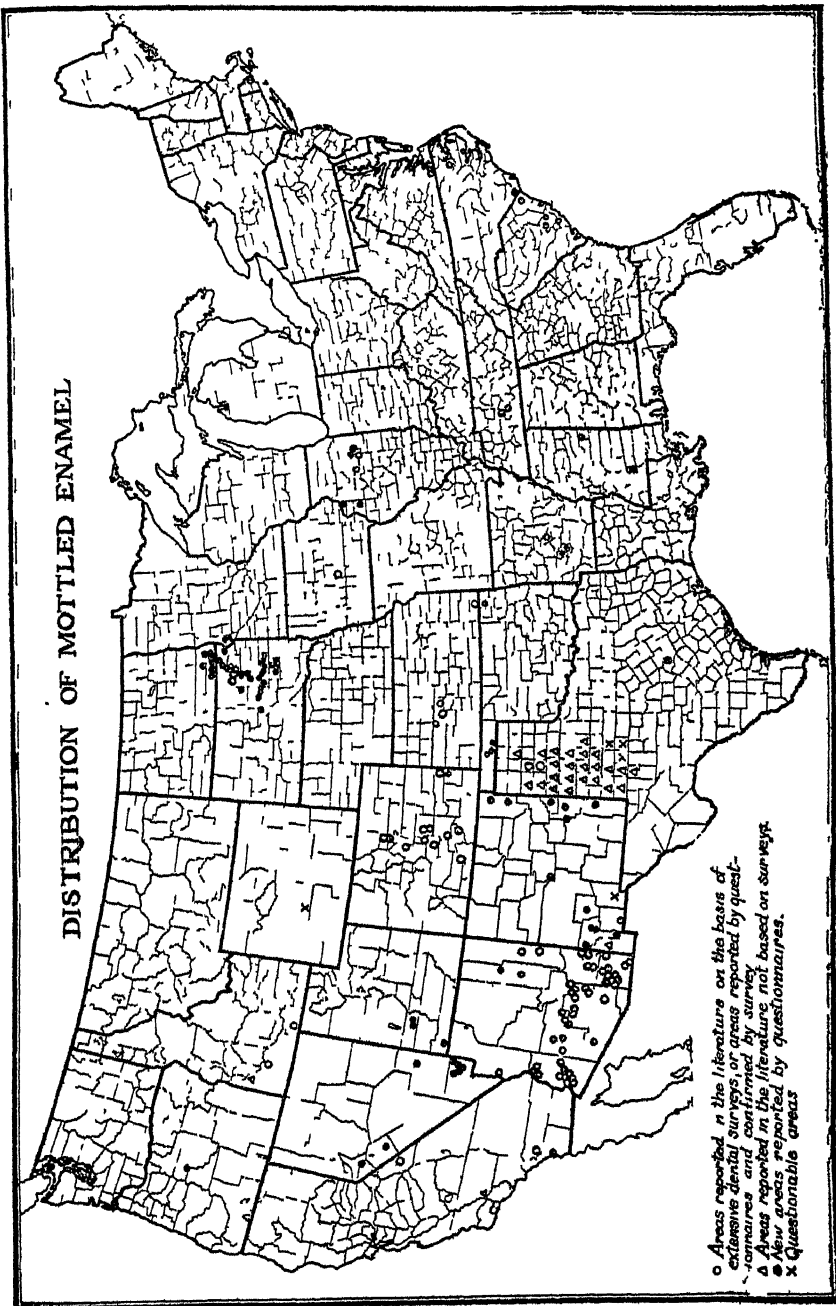 DISTRIBUTION OF MOTTLED ENAMEL
o Areas reported n the literature on the basis of
extensive dental surveys, or areas reported by quest-
ionnaires and confirmed by survey
△ Areas reported in the literature not based on surveys.
● New areas reported by questionnaires.
x Questionable areas